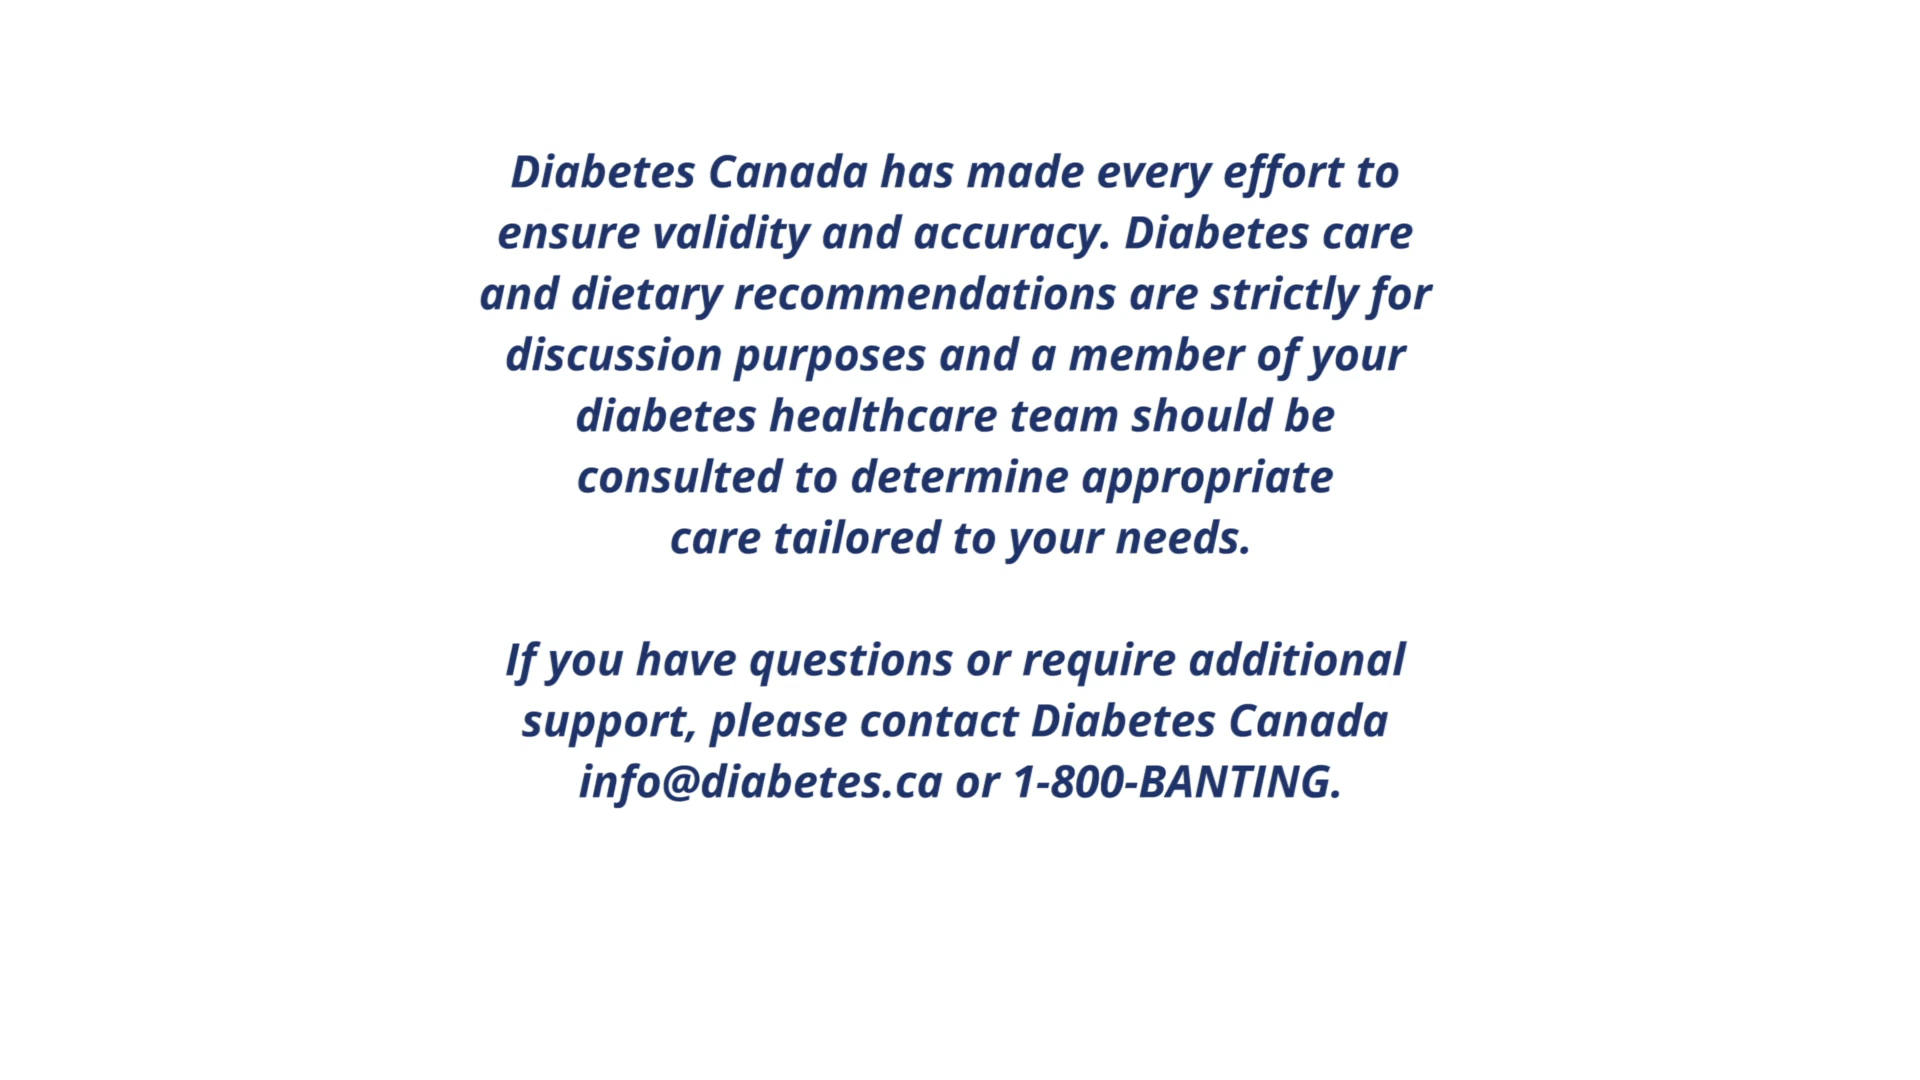 Diabetes Canada has made every effort to
ensure validity and accuracy. Diabetes care
and dietary recommendations are strictly for
discussion purposes and a member of your
diabetes healthcare team should be
consulted to determine appropriate
care tailored to your needs.
If you have questions or require additional
support, please contact Diabetes Canada
info@diabetes.ca or 1-800-BANTING.